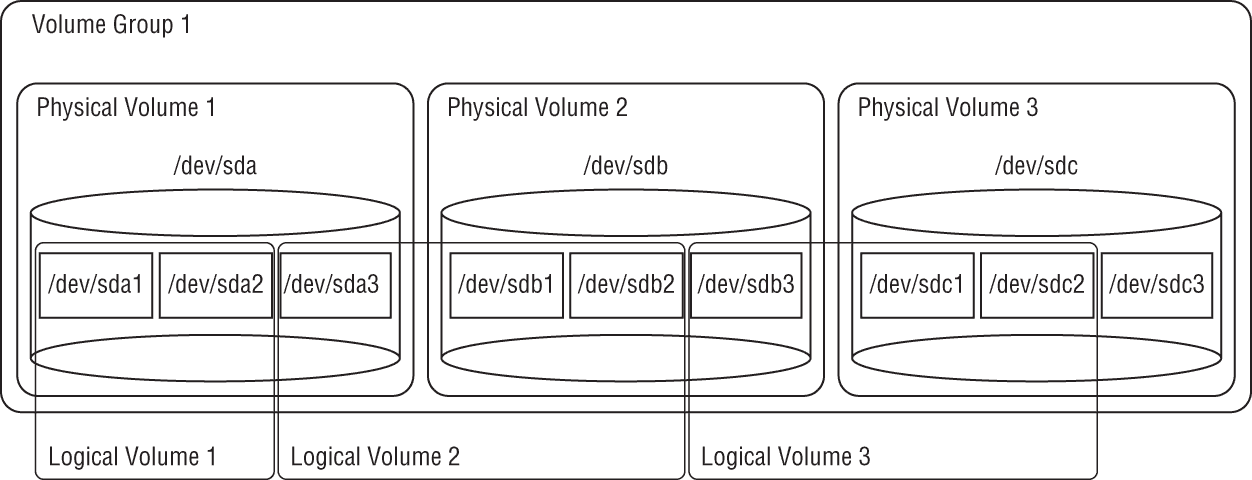 Volume Group 1
Physical Volume 1
Physical Volume 2
Physical Volume 3
/dev/sda
/dev/sdb
/dev/sdc
/dev/sda1
/dev/sda2
/dev/sda3
/dev/sdb1
/dev/sdb2
/dev/sdb3
/dev/sdc1
/dev/sdc2
/dev/sdc3
Logical Volume 1
Logical Volume 2
Logical Volume 3